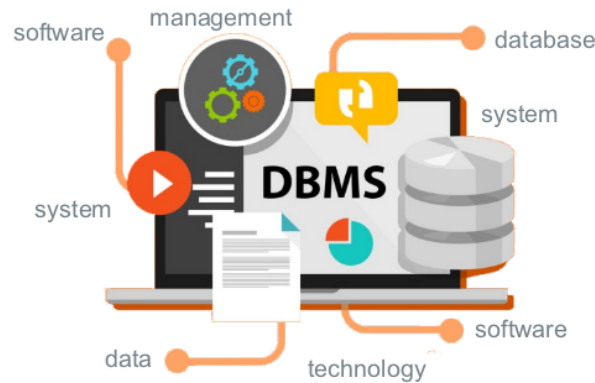 management
software
database
system
DBMS
system
software
data
technology